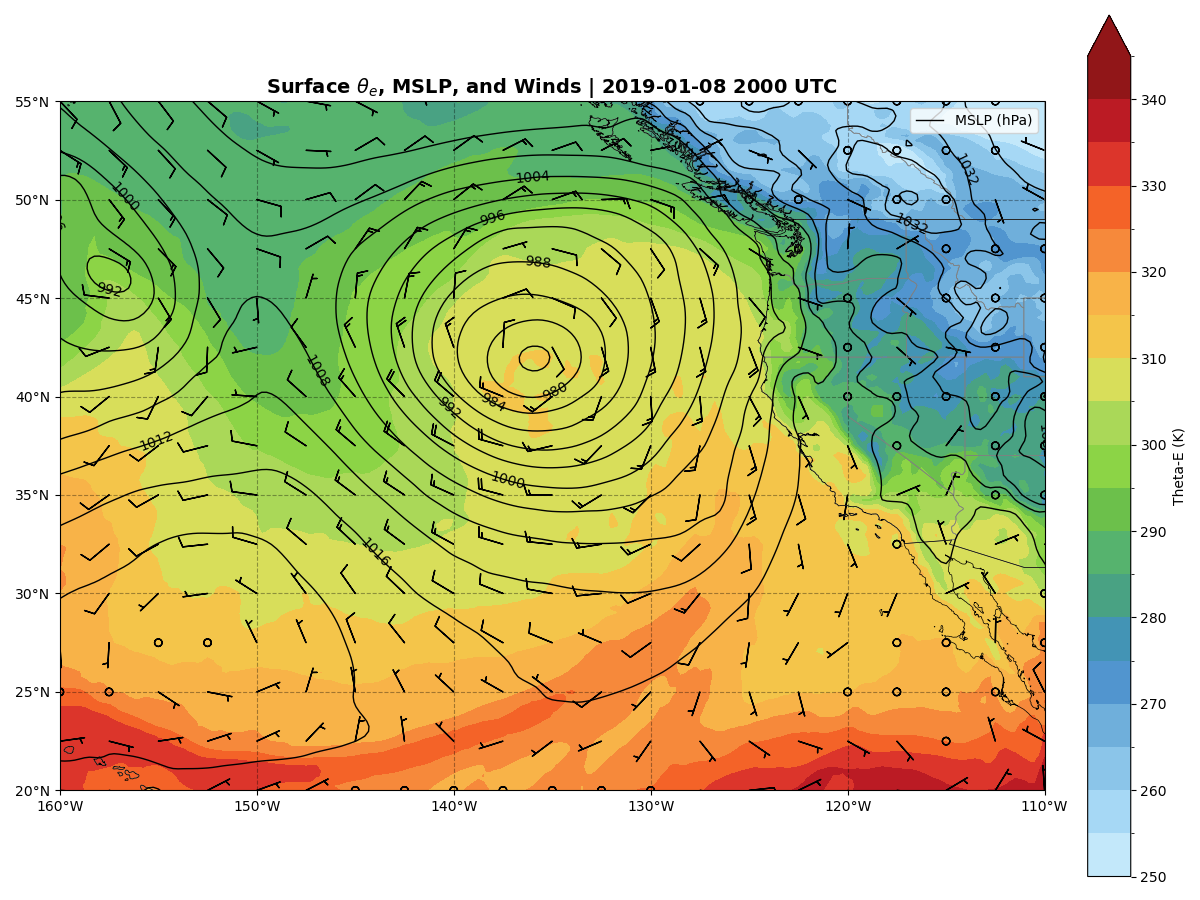 Surface θe, MSLP, and Winds | 2019-01-08 2000 UTC
MSLP (hPa)
55°N
50°N
45°N
40°N
35°N
30°N
25°N
20°N
160°W
150°W
140°W
130°W
120°W
110°W
1000
992
1008
1012
1016
1004
996
988
980
984
992
1000
1032
1032
340
330
320
310
300
290
280
270
260
250
Theta-E (K)